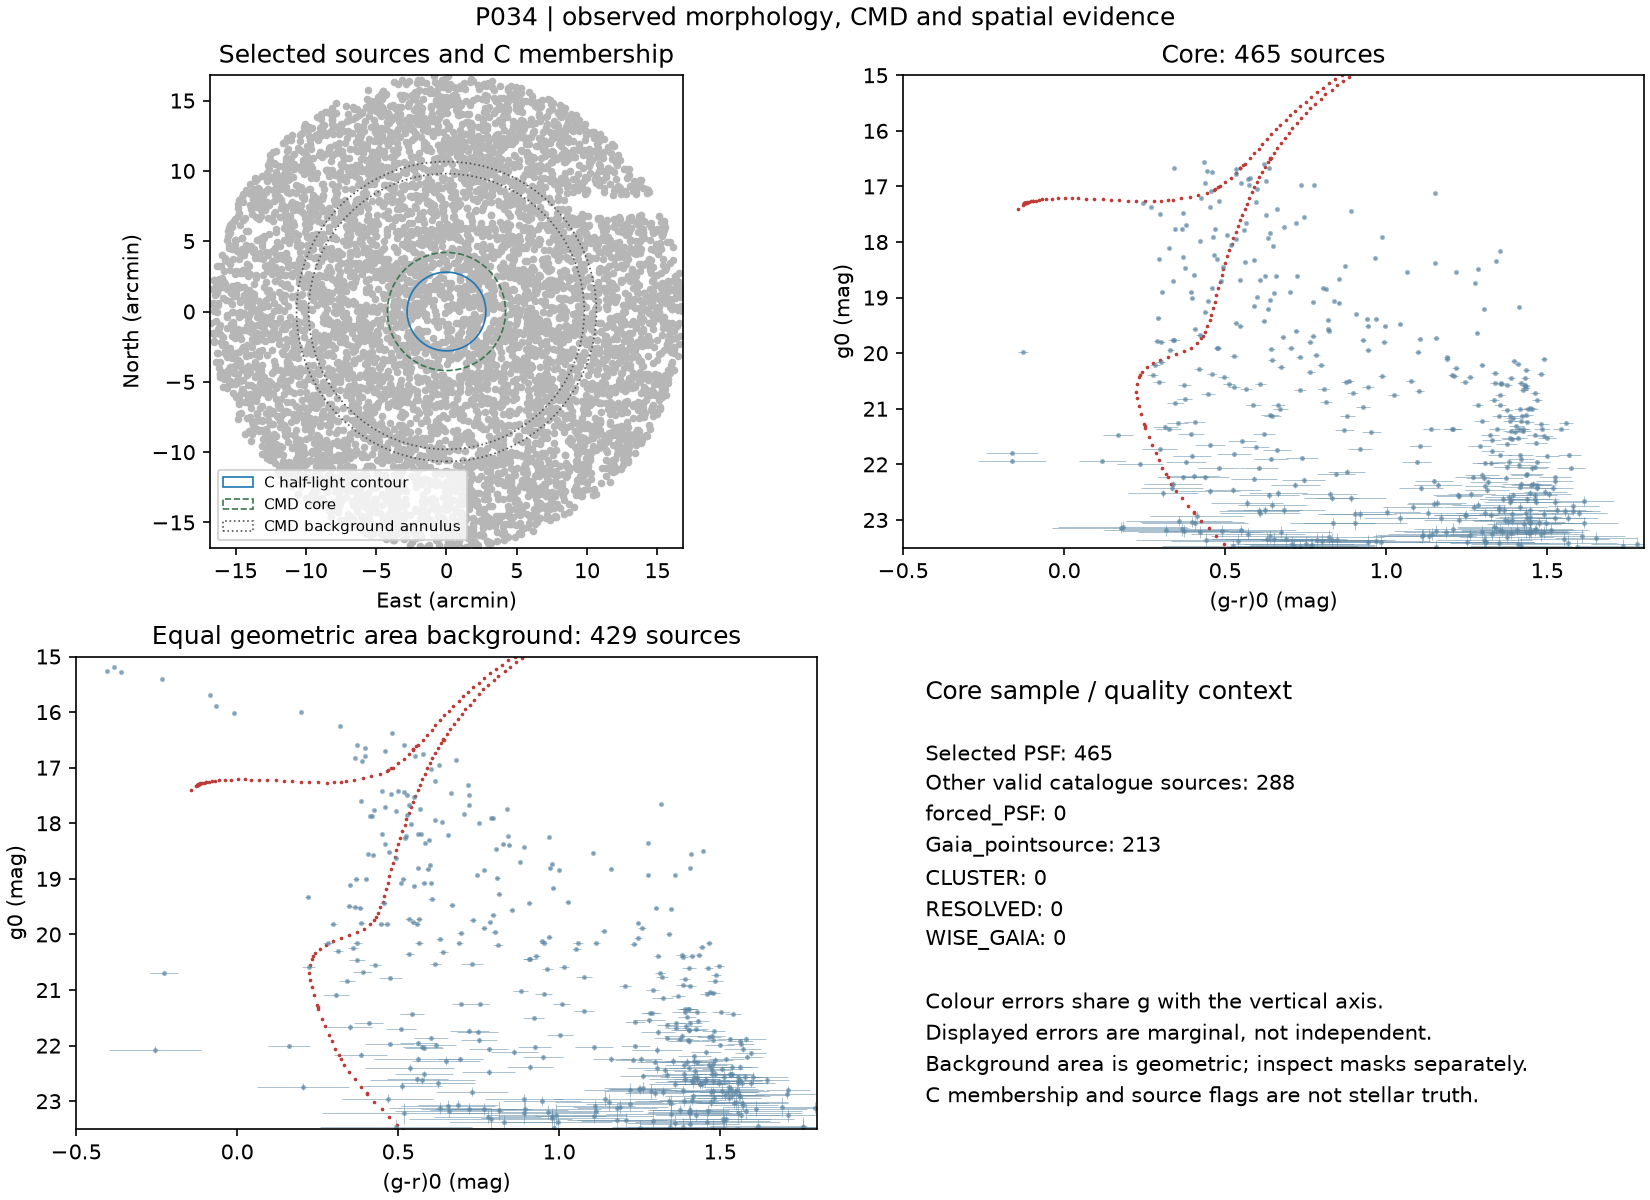 P034 | observed morphology, CMD and spatial evidence
Selected sources and C membership
15
10
5
0
−5
−10
−15
North (arcmin)
C half-light contour
CMD core
CMD background annulus
−15
−10
−5
0
5
10
15
East (arcmin)
Core: 465 sources
15
16
17
18
19
20
21
22
23
g0 (mag)
−0.5
0.0
0.5
1.0
1.5
(g-r)0 (mag)
Equal geometric area background: 429 sources
15
16
17
18
19
20
21
22
23
g0 (mag)
−0.5
0.0
0.5
1.0
1.5
(g-r)0 (mag)
Core sample / quality context
Selected PSF: 465
Other valid catalogue sources: 288
forced_PSF: 0
Gaia_pointsource: 213
CLUSTER: 0
RESOLVED: 0
WISE_GAIA: 0
Colour errors share g with the vertical axis.
Displayed errors are marginal, not independent.
Background area is geometric; inspect masks separately.
C membership and source flags are not stellar truth.